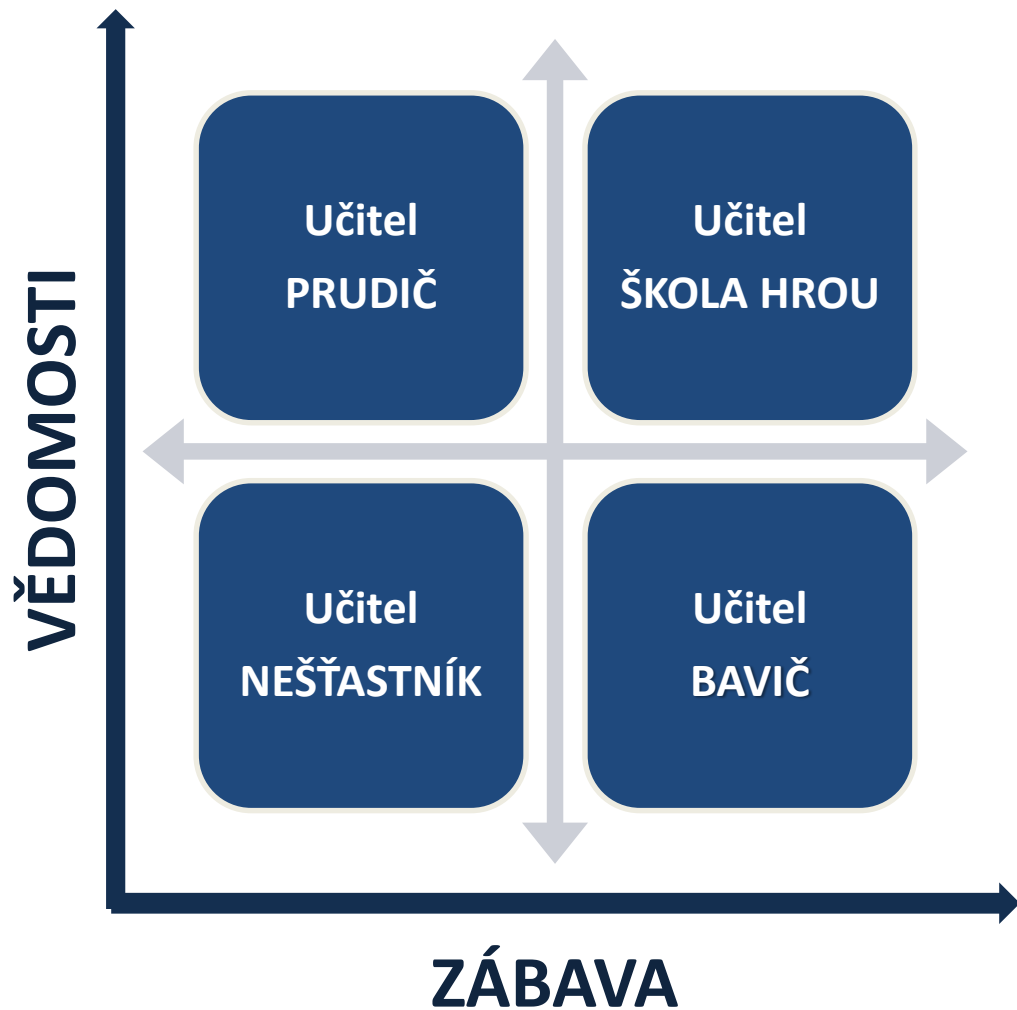 VĚDOMOSTI
Učitel
PRUDIČ
Učitel
ŠKOLA HROU
Učitel
NEŠŤASTNÍK
Učitel
BAVIČ
ZÁBAVA